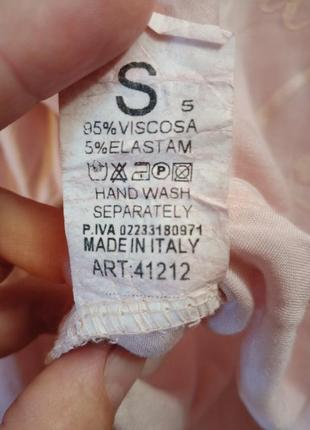 S 5
95%VISCOSA
5%ELASTAM
P
HAND WASH
SEPARATELY
P.IVA 02233180971
MADE IN ITALY
ART:41212